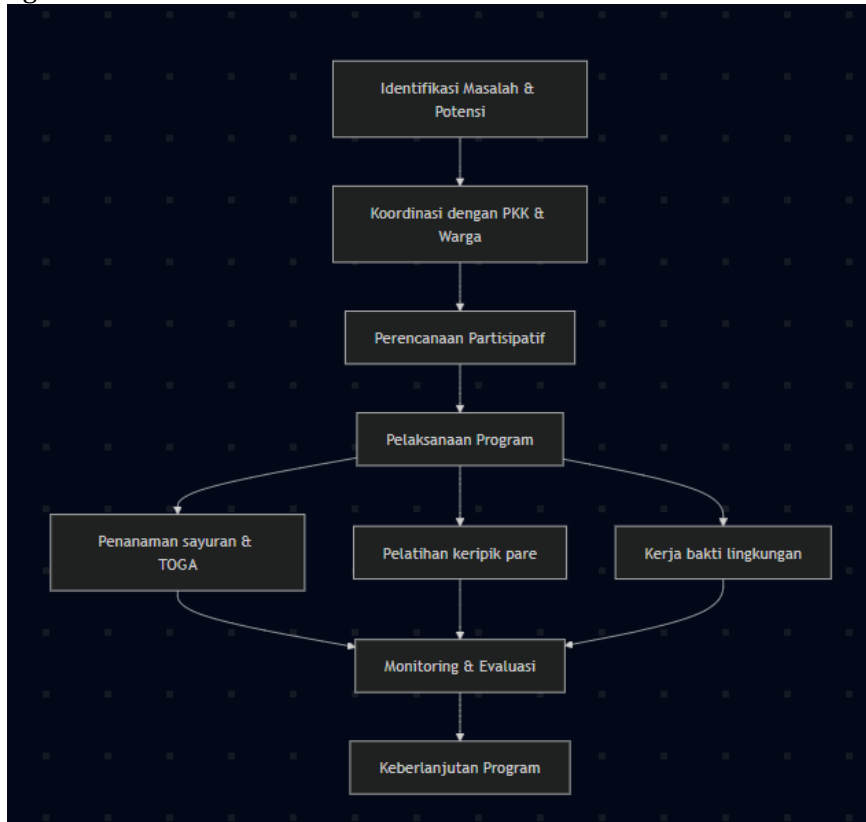 Identifikasi Masalah &
Potensi
Koordinasi dengan PKK &
Warga
Perencanaan Partisipatif
Pelaksanaan Program
Penanaman sayuran &
TOGA
Pelatihan keripik pare
Kerja bakti lingkungan
Monitoring & Evaluasi
Keberlanjutan Program